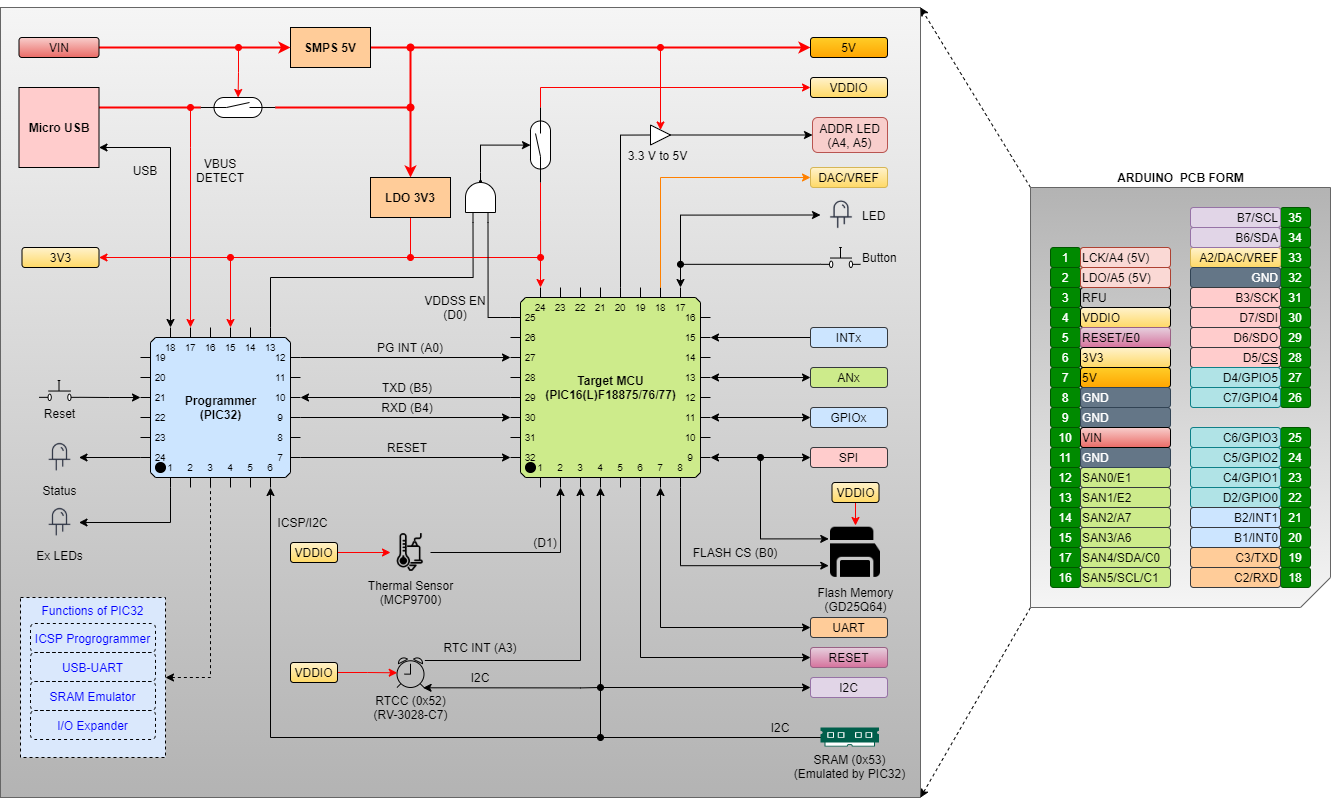 VIN
SMPS 5V
5V
VDDIO
Micro USB
ADDR LED
(A4, A5)
3.3 V to 5V
USB
VBUS
DETECT
DAC/VREF
LDO 3V3
LED
3V3
Button
VDDSS EN
(D0)
24 23 22 21 20 19 18 17
25
26
27
28
29
30
31
32
16
15
14
13
12
11
10
9
1 2 3 4 5 6 7 8
Target MCU
(PIC16(L)F18875/76/77)
INTx
ANx
GPIOx
SPI
18 17 16 15 14 13
19
20
21
22
23
24
12
11
10
9
8
7
1 2 3 4 5 6
Programmer
(PIC32)
PG INT (A0)
TXD (B5)
RXD (B4)
RESET
Reset
Status
Ex LEDs
ICSP/I2C
VDDIO
(D1)
Thermal Sensor
(MCP9700)
VDDIO
FLASH CS (B0)
Flash Memory
(GD25Q64)
UART
RESET
I2C
VDDIO
RTC INT (A3)
I2C
RTCC (0x52)
(RV-3028-C7)
I2C
SRAM (0x53)
(Emulated by PIC32)
Functions of PIC32
ICSP Progrogrammer
USB-UART
SRAM Emulator
I/O Expander
ARDUINO PCB FORM
1 LCK/A4 (5V)
2 LDO/A5 (5V)
3 RFU
4 VDDIO
5 RESET/E0
6 3V3
7 5V
8 GND
9 GND
10 VIN
11 GND
12 SAN0/E1
13 SAN1/E2
14 SAN2/A7
15 SAN3/A6
17 SAN4/SDA/C0
16 SAN5/SCL/C1
B7/SCL 35
B6/SDA 34
A2/DAC/VREF 33
GND 32
B3/SCK 31
D7/SDI 30
D6/SDO 29
D5/CS 28
D4/GPIO5 27
C7/GPIO4 26
C6/GPIO3 25
C5/GPIO2 24
C4/GPIO1 23
D2/GPIO0 22
B2/INT1 21
B1/INT0 20
C3/TXD 19
C2/RXD 18